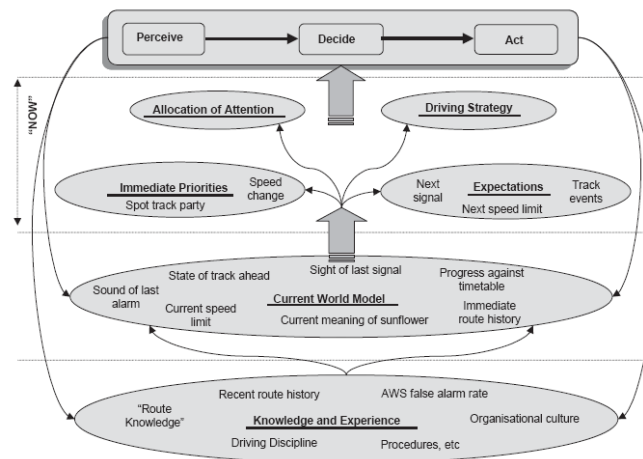 Perceive
Decide
Act
"NOW"
Allocation of Attention
Driving Strategy
Immediate Priorities
Speed
change
Spot track party
Next
signal
Expectations
Track
events
Next speed limit
Sound of last
alarm
State of track ahead
Sight of last signal
Progress against
timetable
Current speed
limit
Current World Model
Current meaning of sunflower
Immediate
route history
"Route
Knowledge"
Recent route history
AWS false alarm rate
Knowledge and Experience
Organisational culture
Driving Discipline
Procedures, etc